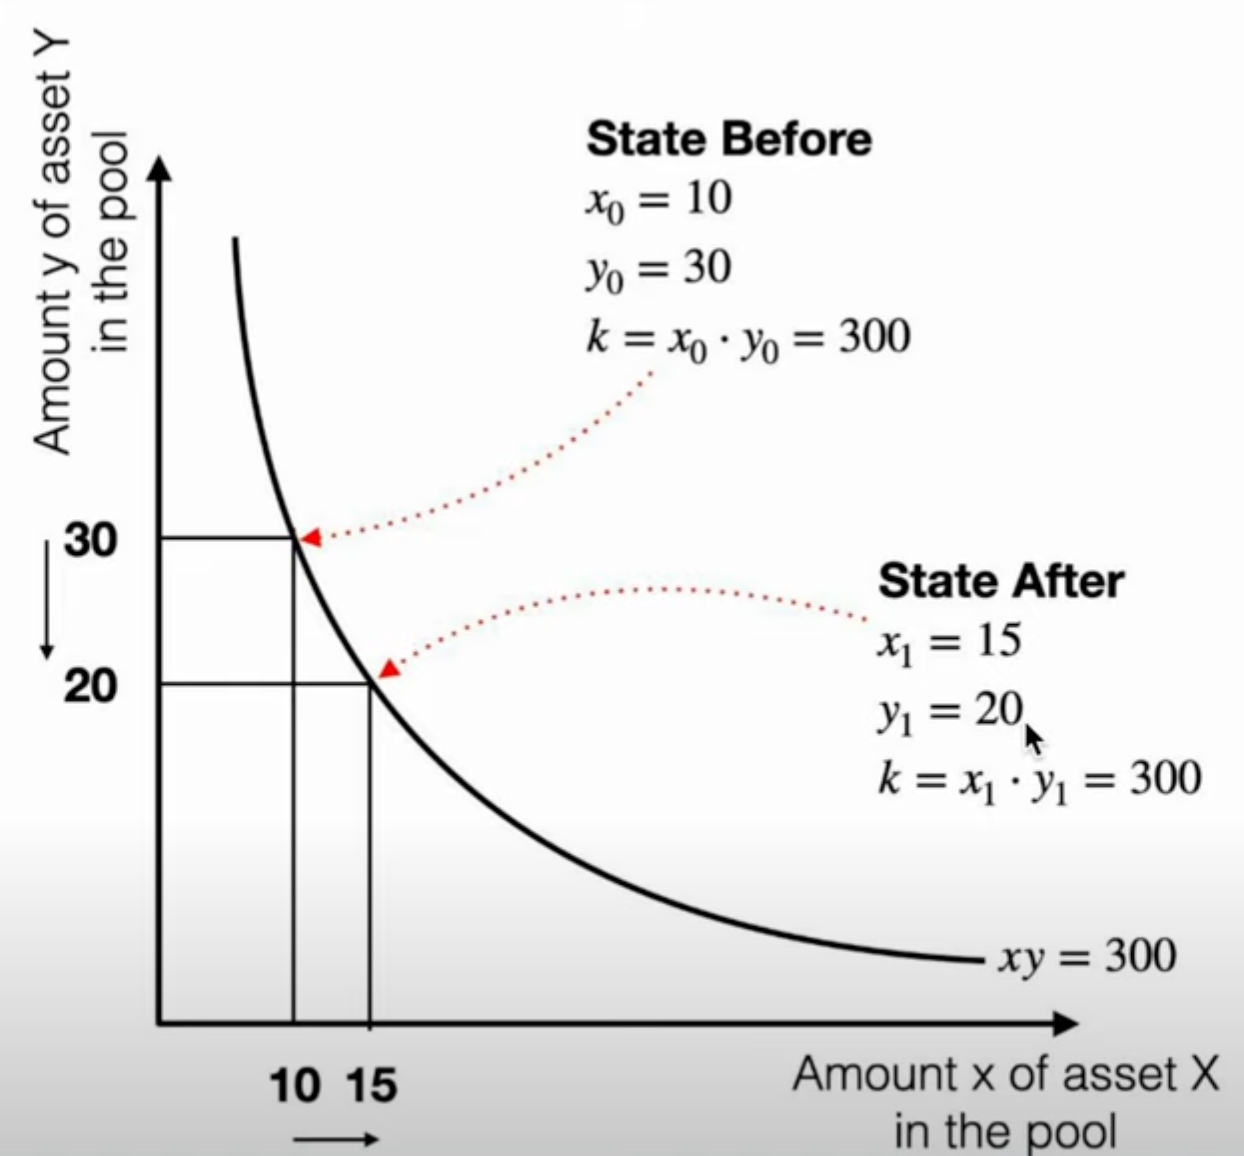 Amount y of asset Y
in the pool
State Before
x₀ = 10
y₀ = 30
k = x₀ · y₀ = 300
30
20
State After
x₁ = 15
y₁ = 20
k = x₁ · y₁ = 300
xy = 300
10 15
Amount x of asset X
in the pool